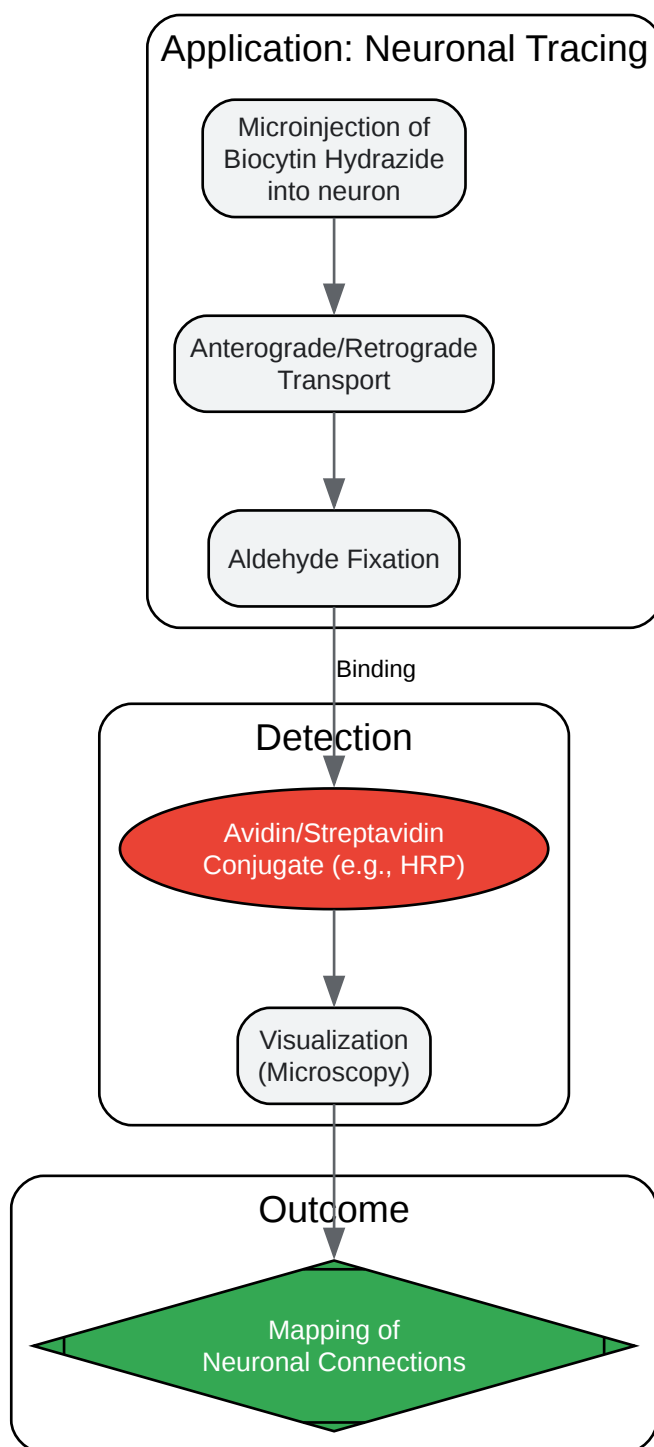 Application: Neuronal Tracing
Microinjection of
Biocytin Hydrazide
into neuron
Anterograde/Retrograde
Transport
Aldehyde Fixation
Binding
Detection
Avidin/Streptavidin
Conjugate (e.g., HRP)
Visualization
(Microscopy)
Outcome
Mapping of
Neuronal Connections